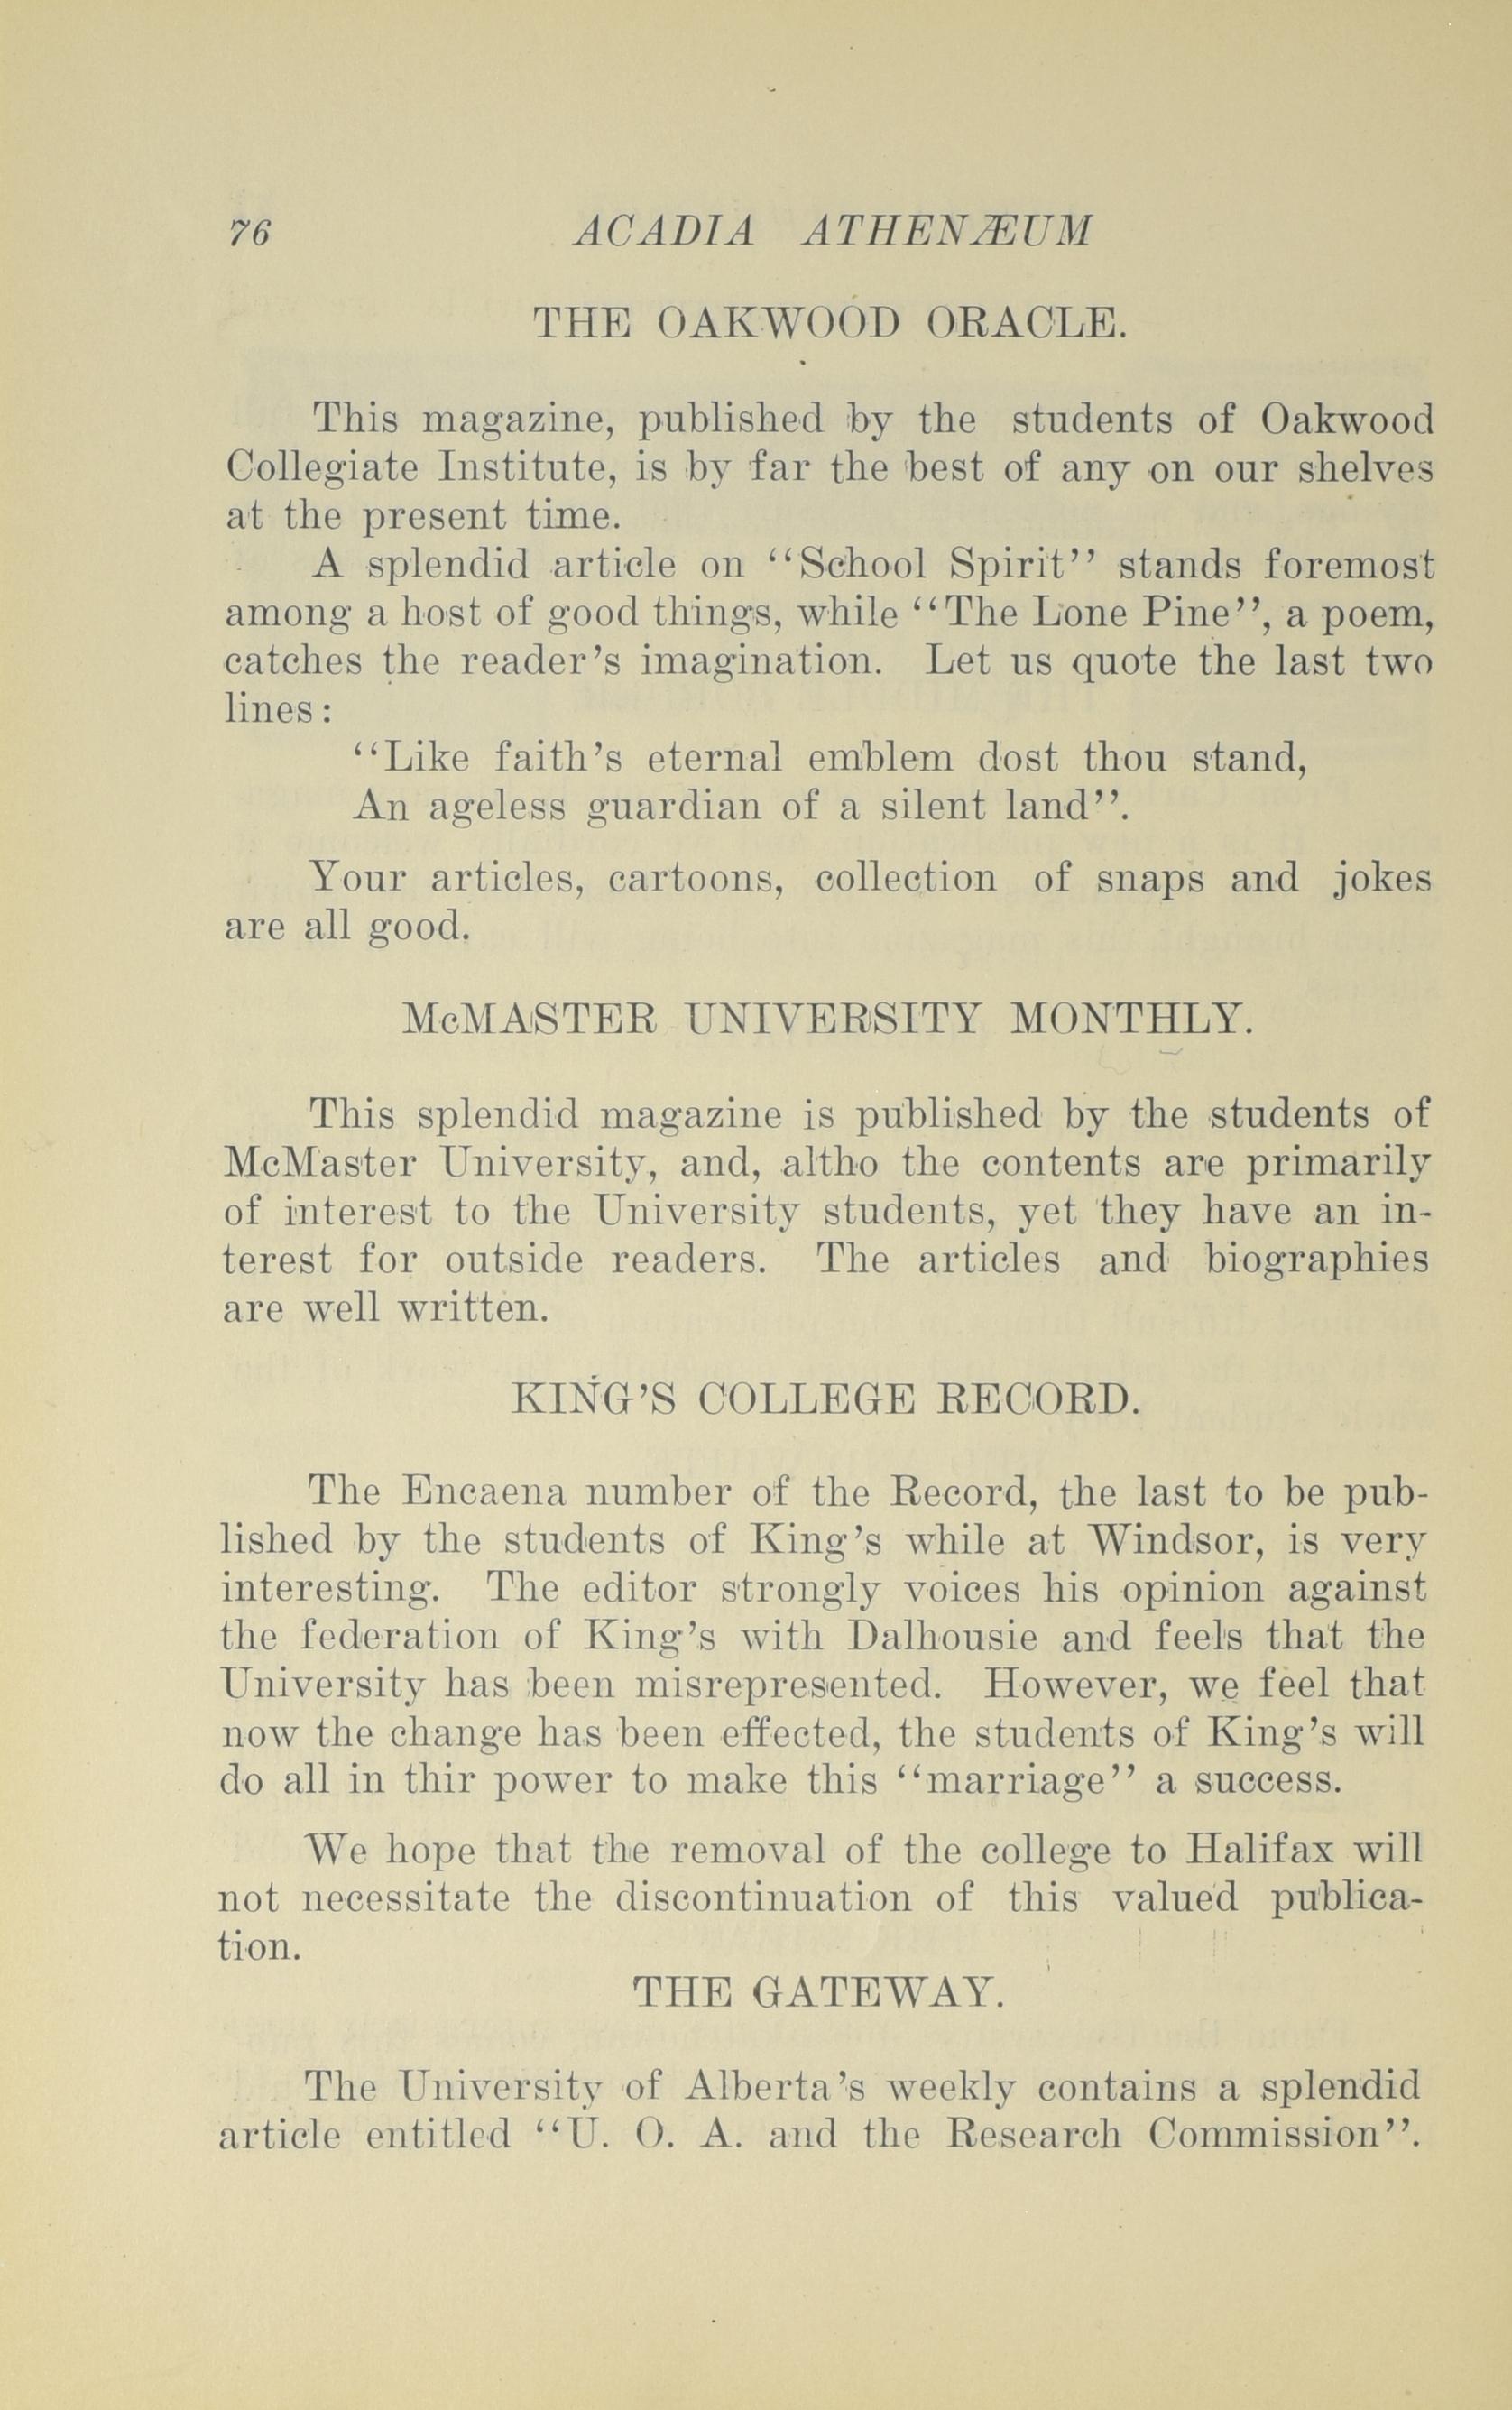 76 ACADIA ATHENÆUM
THE OAKWOOD ORACLE.
This magazine, published by the students of Oakwood
Collegiate Institute, is by far the best of any on our shelves
at the present time.
A splendid article on "School Spirit" stands foremost
among a host of good things, while "The Lone Pine", a poem,
catches the reader's imagination. Let us quote the last two
lines:
"Like faith's eternal emblem dost thou stand,
An ageless guardian of a silent land".
Your articles, cartoons, collection of snaps and jokes
are all good.
McMASTER UNIVERSITY MONTHLY.
This splendid magazine is published by the students of
McMaster University, and, altho the contents are primarily
of interest to the University students, yet they have an in-
terest for outside readers. The articles and biographies
are well written.
KING'S COLLEGE RECORD.
The Encaena number of the Record, the last to be pub-
lished by the students of King's while at Windsor, is very
interesting. The editor strongly voices his opinion against
the federation of King's with Dalhousie and feels that the
University has been misrepresented. However, we feel that
now the change has been effected, the students of King's will
do all in thir power to make this "marriage" a success.
We hope that the removal of the college to Halifax will
not necessitate the discontinuation of this valued publica-
tion.
THE GATEWAY.
The University of Alberta's weekly contains a splendid
article entitled "U. O. A. and the Research Commission".